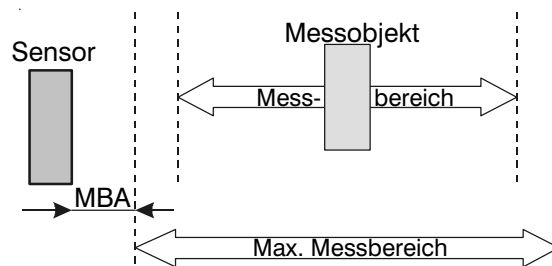 Messobjekt
Sensor
Mess- bereich
MBA
Max. Messbereich